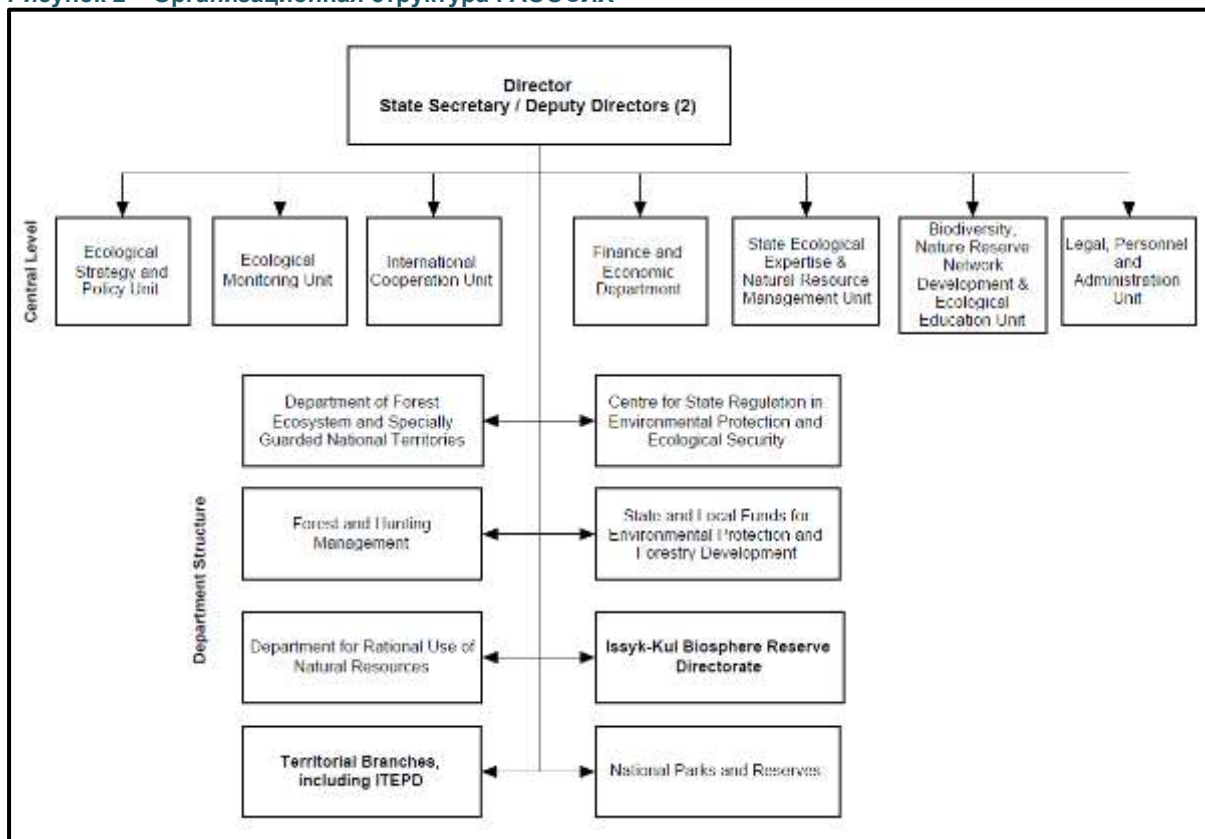 Рисунок 2 – Организационная структура ГАООСЛХ
Director
State Secretary / Deputy Directors (2)
Central Level
Ecological
Strategy and
Policy Unit
Ecological
Monitoring Unit
International
Cooperation Unit
Finance and
Economic
Department
State Ecological
Expertise &
Natural Resource
Management Unit
Biodiversity,
Nature Reserve
Network
Development &
Ecological
Education Unit
Legal, Personnel
and
Administratiion
Unit
Department Structure
Department of Forest
Ecosystem and Specially
Guarded National Territories
Centre for State Regulation in
Environmental Protection and
Ecological Security
Forest and Hunting
Management
State and Local Funds for
Environmental Protection and
Forestry Development
Department for Rational Use of
Natural Resources
Issyk-Kul Biosphere Reserve
Directorate
Territorial Branches,
including ITEPD
National Parks and Reserves